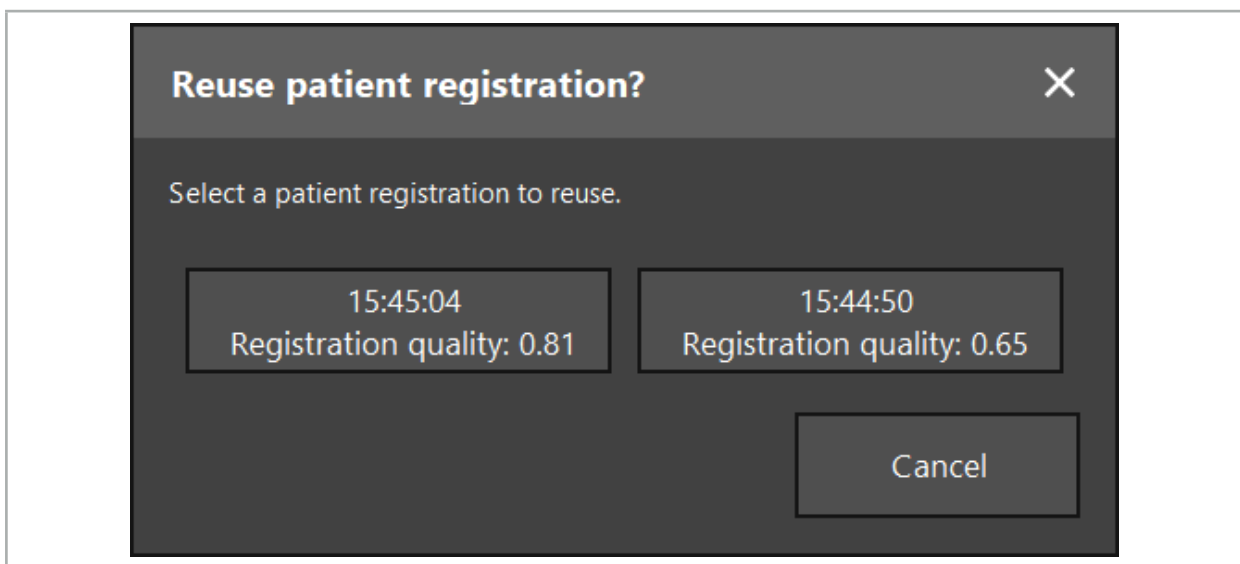 Reuse patient registration?
Select a patient registration to reuse.
15:45:04
Registration quality: 0.81
15:44:50
Registration quality: 0.65
Cancel